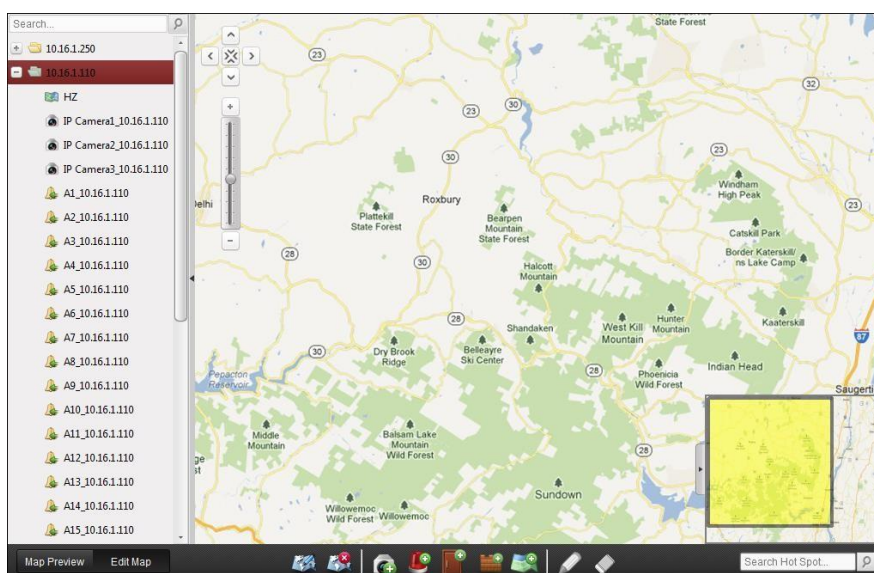 Search...
10.16.1.250
10.16.1.110
HZ
IP Camera1_10.16.1.110
IP Camera2_10.16.1.110
IP Camera3_10.16.1.110
A1_10.16.1.110
A2_10.16.1.110
A3_10.16.1.110
A4_10.16.1.110
A5_10.16.1.110
A6_10.16.1.110
A7_10.16.1.110
A8_10.16.1.110
A9_10.16.1.110
A10_10.16.1.110
A11_10.16.1.110
A12_10.16.1.110
A13_10.16.1.110
A14_10.16.1.110
A15_10.16.1.110
State Forest
23
32
23
30
23
30
Windham
High Peak
elhi
Roxbury
23
Plattekill
State Forest
Bearpen
Mountain
State Forest
Catskill Park
28
30
Border Katerskill/
ns Lake Camp
Halcott
Mountain
28
Shandaken
West Kill
Mountain
Hunter
Mountain
Kaaterskill
87
30
Dry Brook
Ridge
Belleayre
Ski Center
28
Phoenicia
Wild Forest
Indian Head
Pepacton
Reservoir
Saugerti
Middle
Mountain
Balsam Lake
Mountain
Wild Forest
28
ge
st
Sundown
Willowemoc
Wild Forest
Willowemoc
Map Preview
Edit Map
Search Hot Spot...